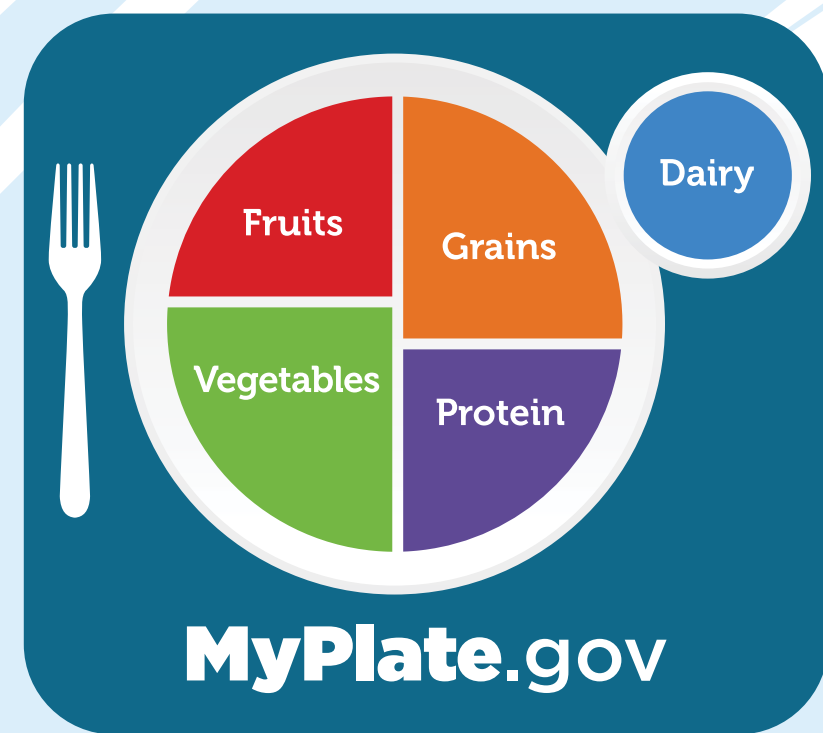 Fruits
Grains
Dairy
Vegetables
Protein
MyPlate.gov